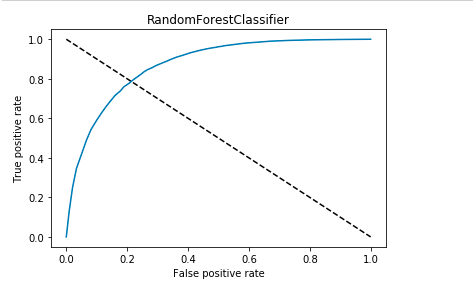 RandomForestClassifier
1.0
0.8
0.6
0.4
0.2
0.0
True positive rate
0.0 0.2 0.4 0.6 0.8 1.0
False positive rate